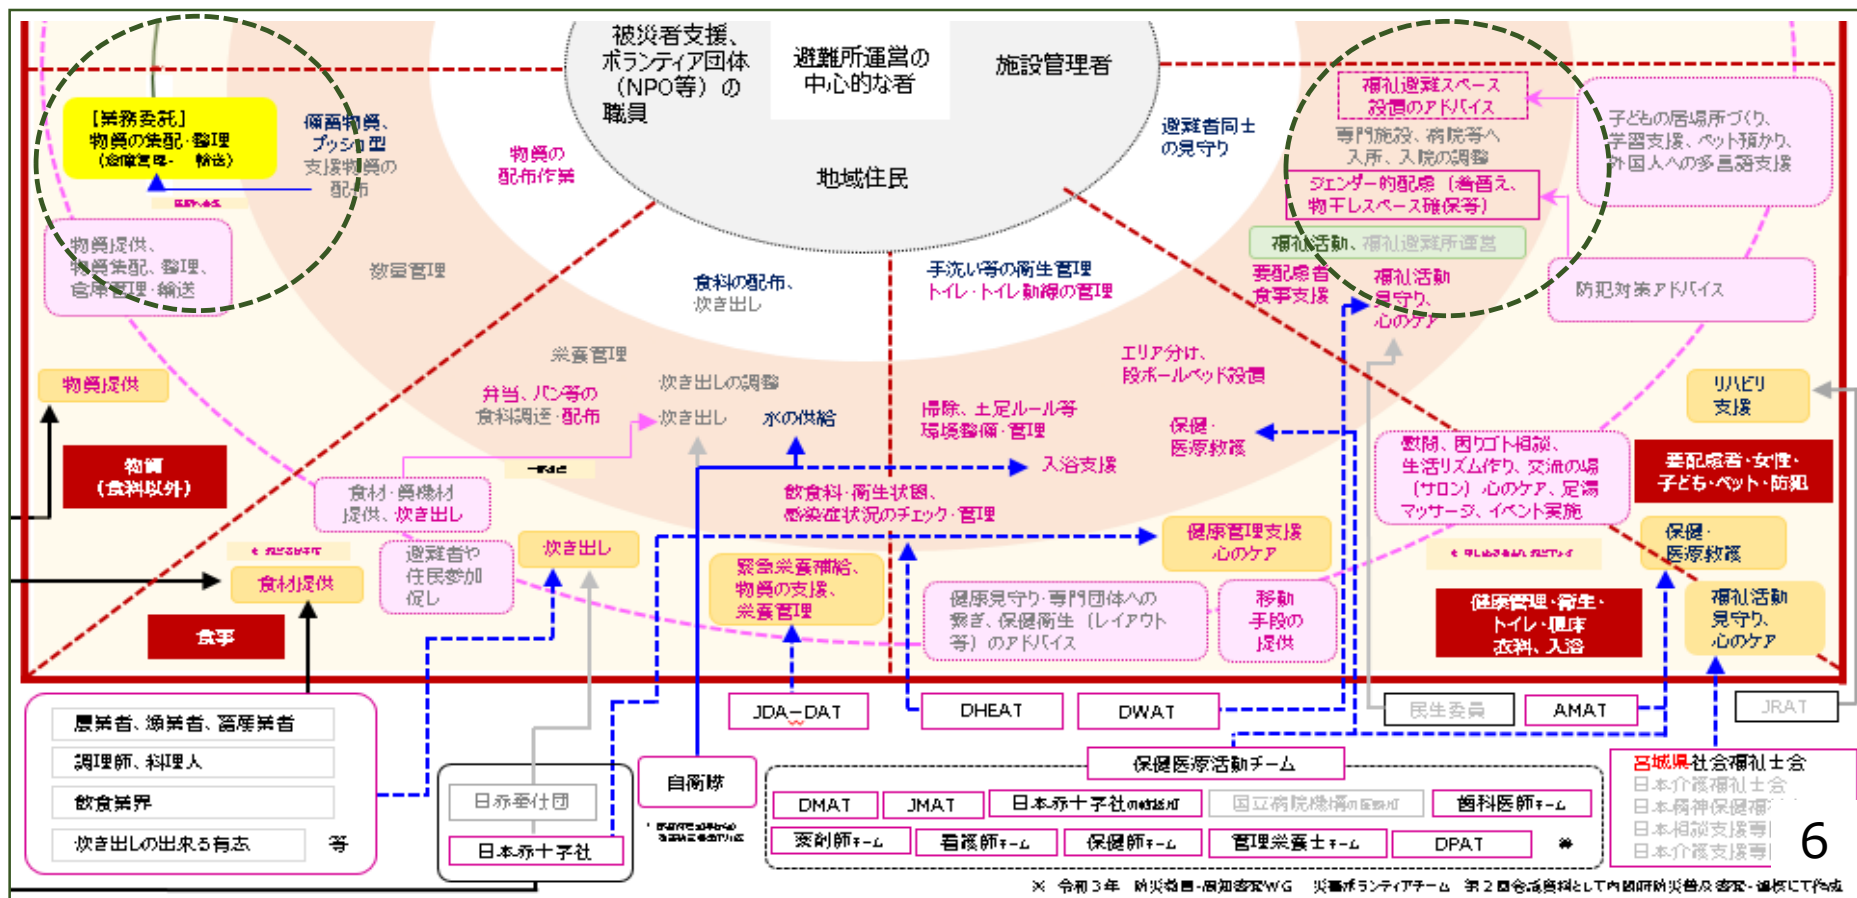 被災者支援、
ボランティア団体
（NPO等）の
職員
避難所運営の
中心的な者
施設管理者
地域住民
［業務委託］
物資の集配・整理
（倉庫管理・　輸送）
備蓄物資、
プッシュ型
支援物資の
配布
物資の
配布作業
避難者同士
の見守り
福祉避難スペース
設置のアドバイス
専門施設、病院等へ
入所、入院の調整
ジェンダー的配慮（着替え、
物干しスペース確保等）
子どもの居場所づくり、
学習支援、ペット預かり、
外国人への多言語支援
福祉活動、福祉避難所運営
要配慮者
食事支援
福祉活動
見守り、
心のケア
防犯対策アドバイス
物資提供、
物資集配、整理、
倉庫管理・輸送
数量管理
食料の配布、
炊き出し
手洗い等の衛生管理
トイレ・トイレ動線の管理
栄養管理
炊き出しの調整
弁当、パン等の
食料調達・配布
炊き出し
水の供給
エリア分け、
段ボールベッド設置
掃除、土足ルール等
環境整備・管理
保健・
医療救護
入浴支援
物資提供
リハビリ
支援
物資
（食料以外）
慰問、困りゴト相談、
生活リズム作り、交流の場
（サロン）心のケア、足湯
マッサージ、イベント実施
要配慮者・女性・
子ども・ペット・防犯
食材・資機材
提供、炊き出し
飲食料・衛生状態、
感染症状況のチェック・管理
健康管理支援
心のケア
保健・
医療救護
避難者や
住民参加
促し
炊き出し
食材提供
緊急栄養補給、
物資の支援、
栄養管理
健康見守り・専門団体への
繋ぎ、保健衛生（レイアウト
等）のアドバイス
移動
手段の
提供
健康管理・衛生・
トイレ・寝床
衣料、入浴
福祉活動
見守り、
心のケア
食事
JDA－DAT
DHEAT
DWAT
民生委員
AMAT
JRAT
農業者、漁業者、畜産業者
調理師、料理人
飲食業界
炊き出しの出来る有志
等
日赤奉仕団
日本赤十字社
自衛隊
保健医療活動チーム
DMAT
JMAT
日本赤十字社の救護班
国立病院機構の医療班
歯科医師チーム
薬剤師チーム
看護師チーム
保健師チーム
管理栄養士チーム
DPAT
※
宮城県社会福祉士会
日本介護福祉士会
日本精神保健福
日本相談支援専
日本介護支援専
6
※　令和３年　防災教育・周知啓発WG　災害ボランティアチーム　第２回会議資料として内閣府防災普及啓発・連携にて作成